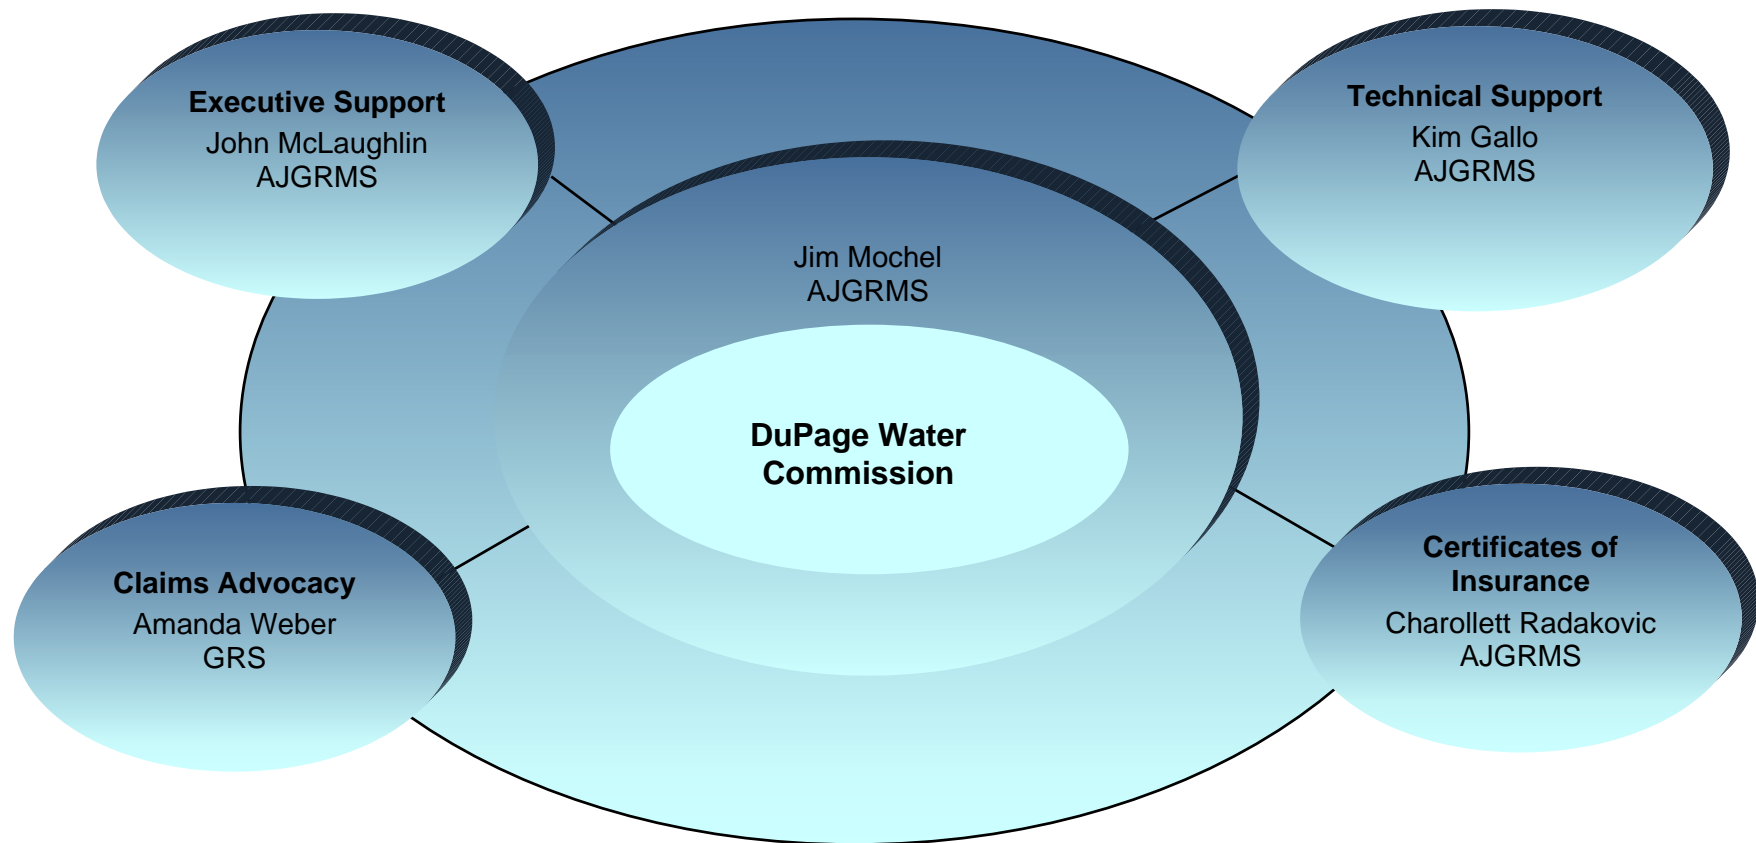 Executive Support
John McLaughlin
AJGRMS
Technical Support
Kim Gallo
AJGRMS
Jim Mochel
AJGRMS
DuPage Water
Commission
Claims Advocacy
Amanda Weber
GRS
Certificates of
Insurance
Charollett Radakovic
AJGRMS